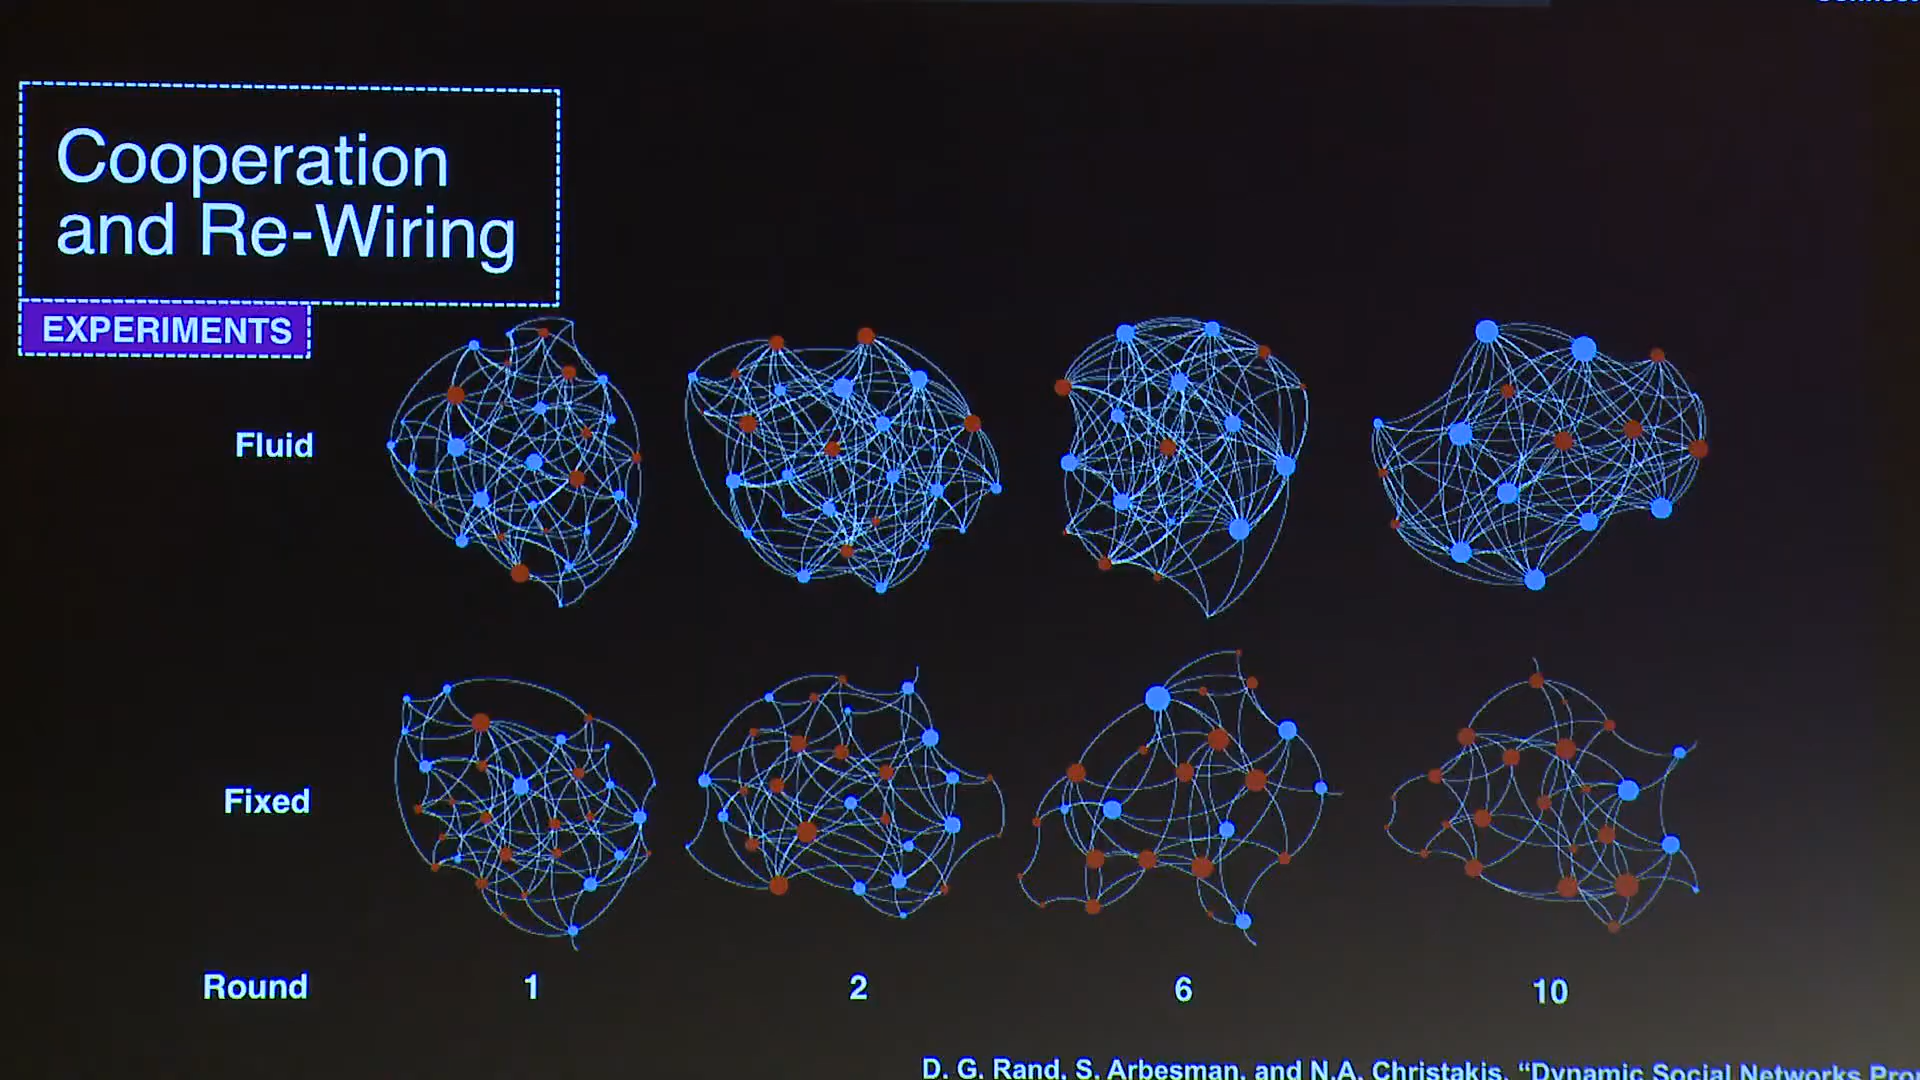 Cooperation
and Re-Wiring
EXPERIMENTS
Fluid
Fixed
Round 1 2 6 10
D. G. Rand, S. Arbesman, and N.A. Christakis, “Dynamic Social Networks